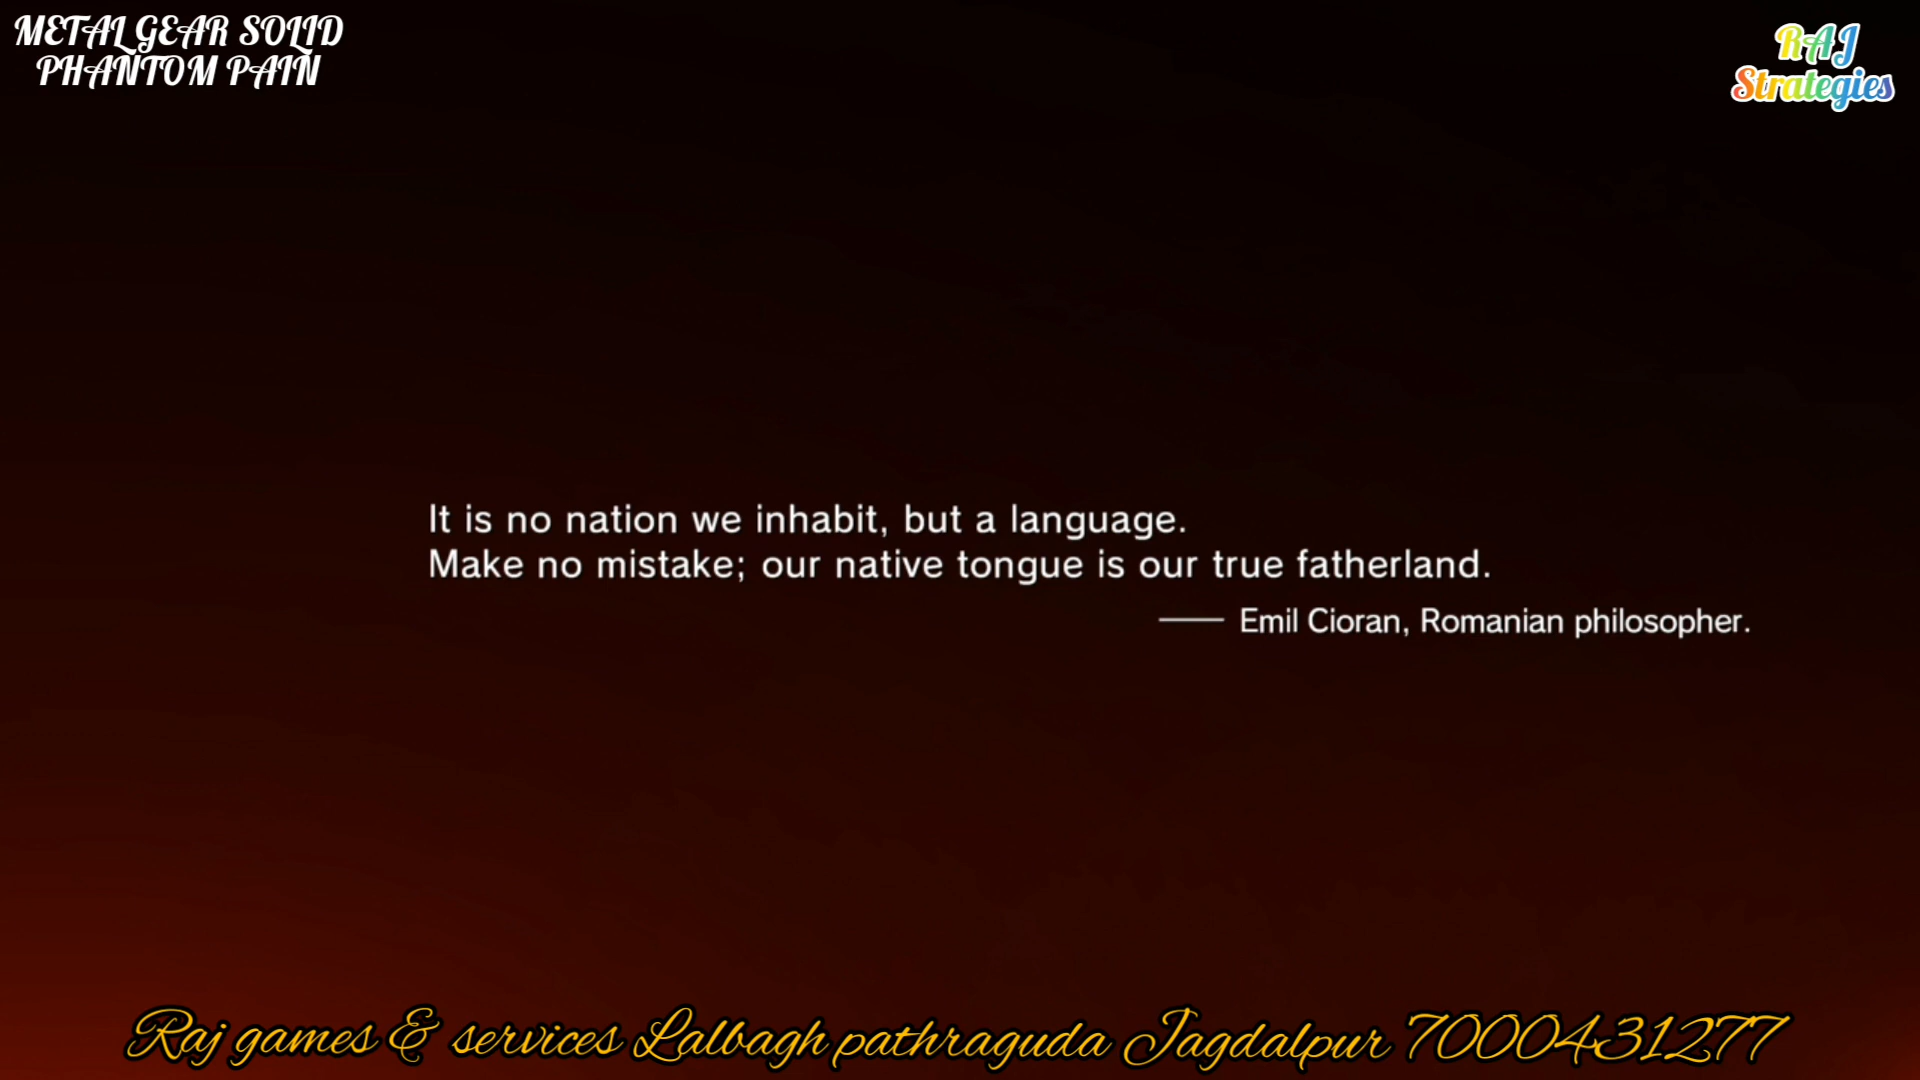 METAL GEAR SOLID
PHANTOM PAIN
RAJ
Strategies
It is no nation we inhabit, but a language.
Make no mistake; our native tongue is our true fatherland.
—— Emil Cioran, Romanian philosopher.
Raj games & services Lalbagh pathraguda Jagdalpur 7000431277